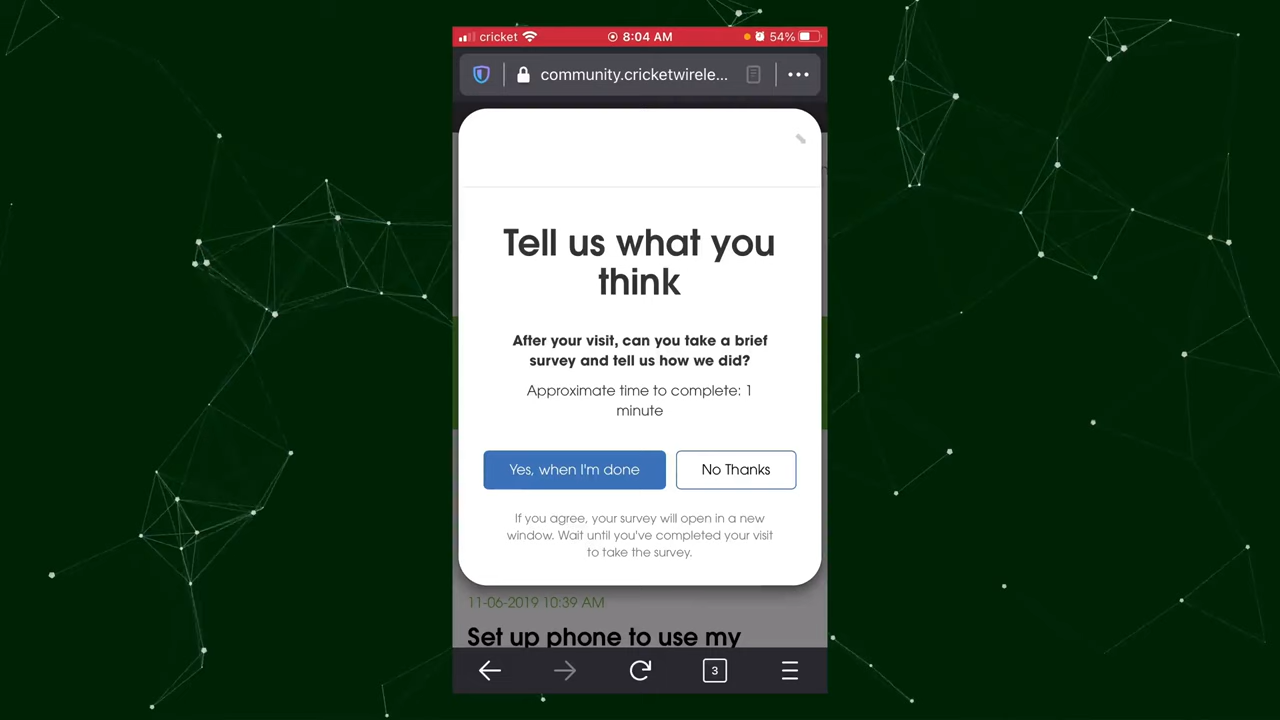 cricket 8:04 AM 54%
community.cricketwirele... •••
Tell us what you
think
After your visit, can you take a brief
survey and tell us how we did?
Approximate time to complete: 1
minute
Yes, when I'm done No Thanks
If you agree, your survey will open in a new
window. Wait until you've completed your visit
to take the survey.
11-06-2019 10:39 AM
Set up phone to use my
3